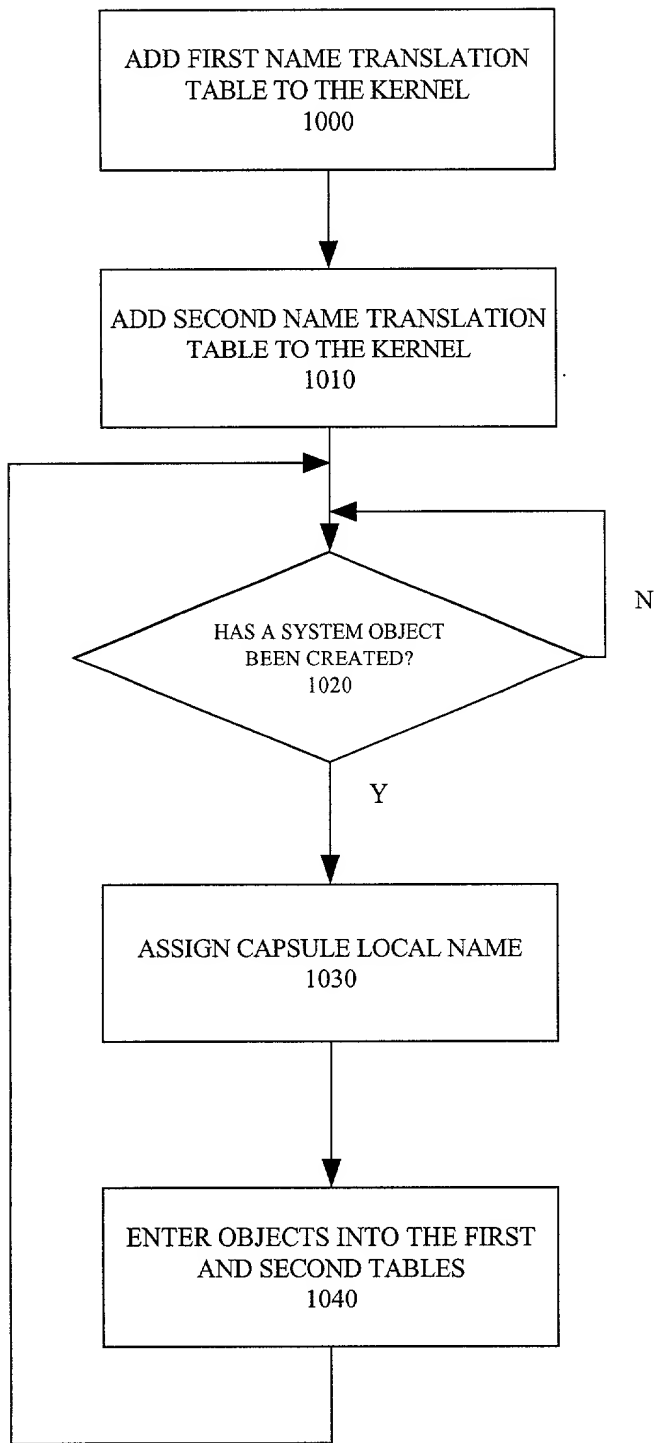 ADD FIRST NAME TRANSLATION
TABLE TO THE KERNEL
1000
ADD SECOND NAME TRANSLATION
TABLE TO THE KERNEL
1010
HAS A SYSTEM OBJECT
BEEN CREATED?
1020
N
Y
ASSIGN CAPSULE LOCAL NAME
1030
ENTER OBJECTS INTO THE FIRST
AND SECOND TABLES
1040